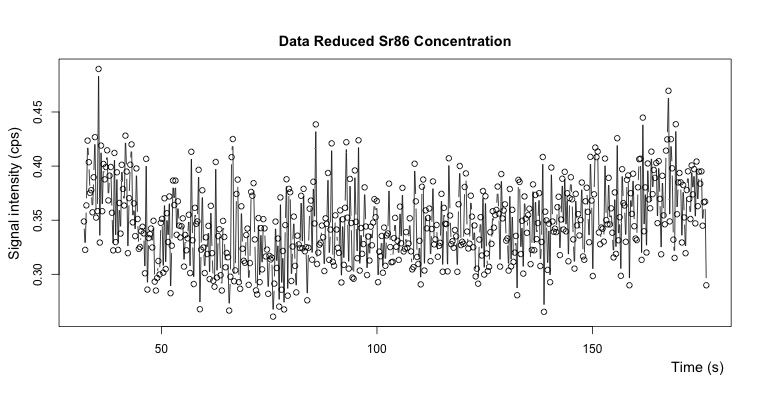 Data Reduced Sr86 Concentration
Signal intensity (cps)
0.45
0.40
0.35
0.30
50 100 150
Time (s)